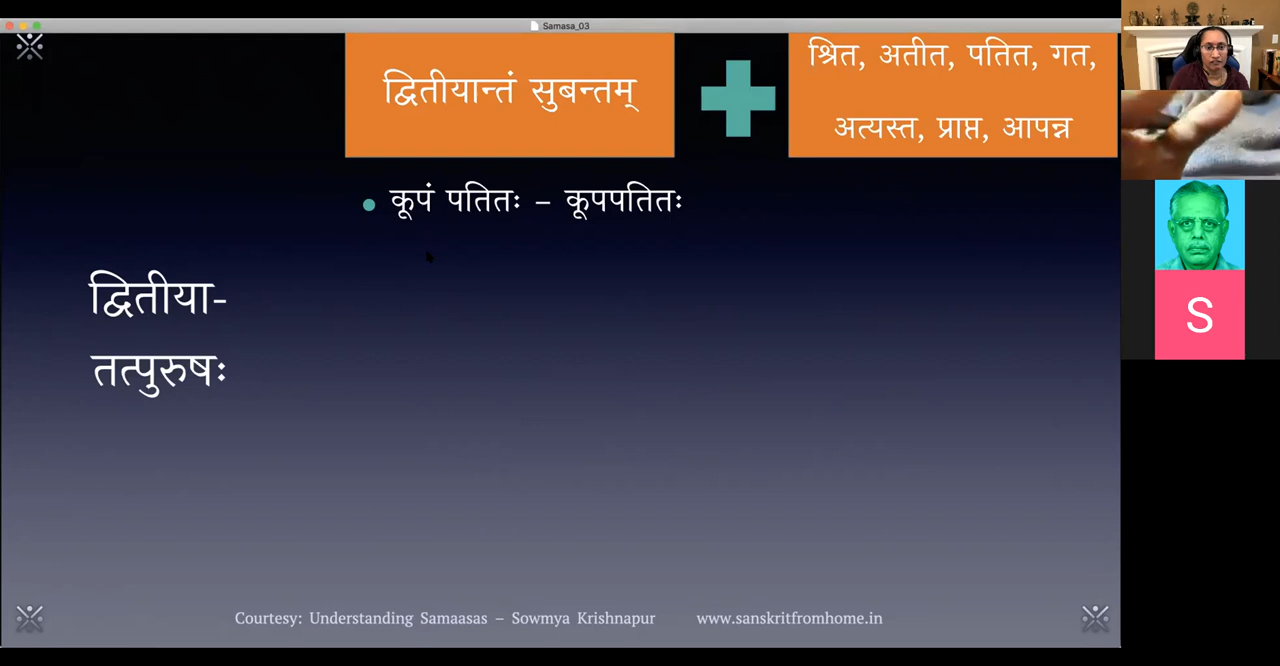 Samasa_03
द्वितीयान्तं सुबन्तम्
श्रित, अतीत, पतित, गत,
अत्यस्त, प्राप्त, आपन्न
कूपं पतितः – कूपपतितः
द्वितीया-
तत्पुरुषः
S
Courtesy: Understanding Samaasas – Sowmya Krishnapur www.sanskritfromhome.in